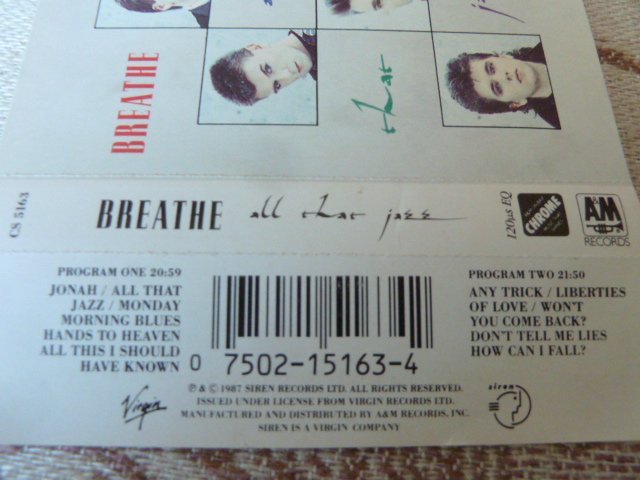 BREATHE
that
CS 5163
BREATHE all that jazz
120µs EQ
CHROME
A&M
RECORDS
PROGRAM ONE 20:59
JONAH / ALL THAT
JAZZ / MONDAY
MORNING BLUES
HANDS TO HEAVEN
ALL THIS I SHOULD
HAVE KNOWN
0 7502-15163-4
PROGRAM TWO 21:50
ANY TRICK / LIBERTIES
OF LOVE / WON'T
YOU COME BACK?
DON'T TELL ME LIES
HOW CAN I FALL?
Virgin
℗ & © 1987 SIREN RECORDS LTD. ALL RIGHTS RESERVED.
ISSUED UNDER LICENSE FROM VIRGIN RECORDS LTD.
MANUFACTURED AND DISTRIBUTED BY A&M RECORDS, INC.
SIREN IS A VIRGIN COMPANY
siren